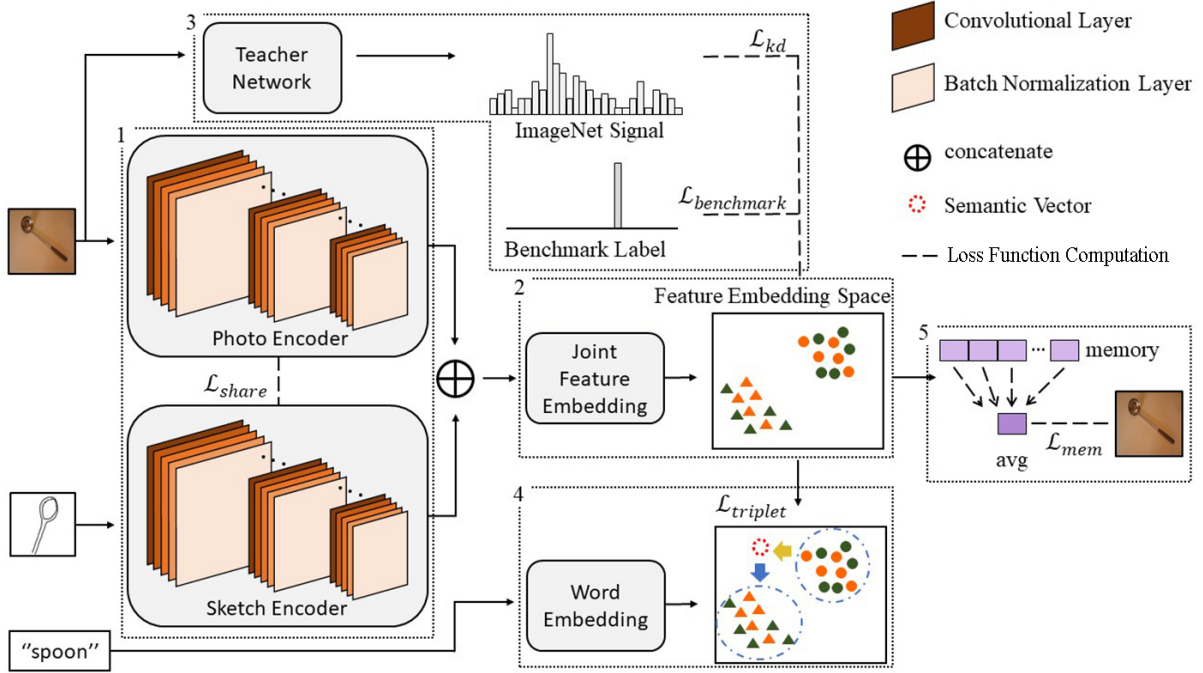 3
Teacher
Network
ImageNet Signal
ℒkd
ℒbenchmark
Benchmark Label
Convolutional Layer
Batch Normalization Layer
concatenate
Semantic Vector
Loss Function Computation
1
Photo Encoder
ℒshare
Sketch Encoder
2
Feature Embedding Space
Joint
Feature
Embedding
5
... memory
avg
ℒmem
4
ℒtriplet
Word
Embedding
‘‘spoon’’